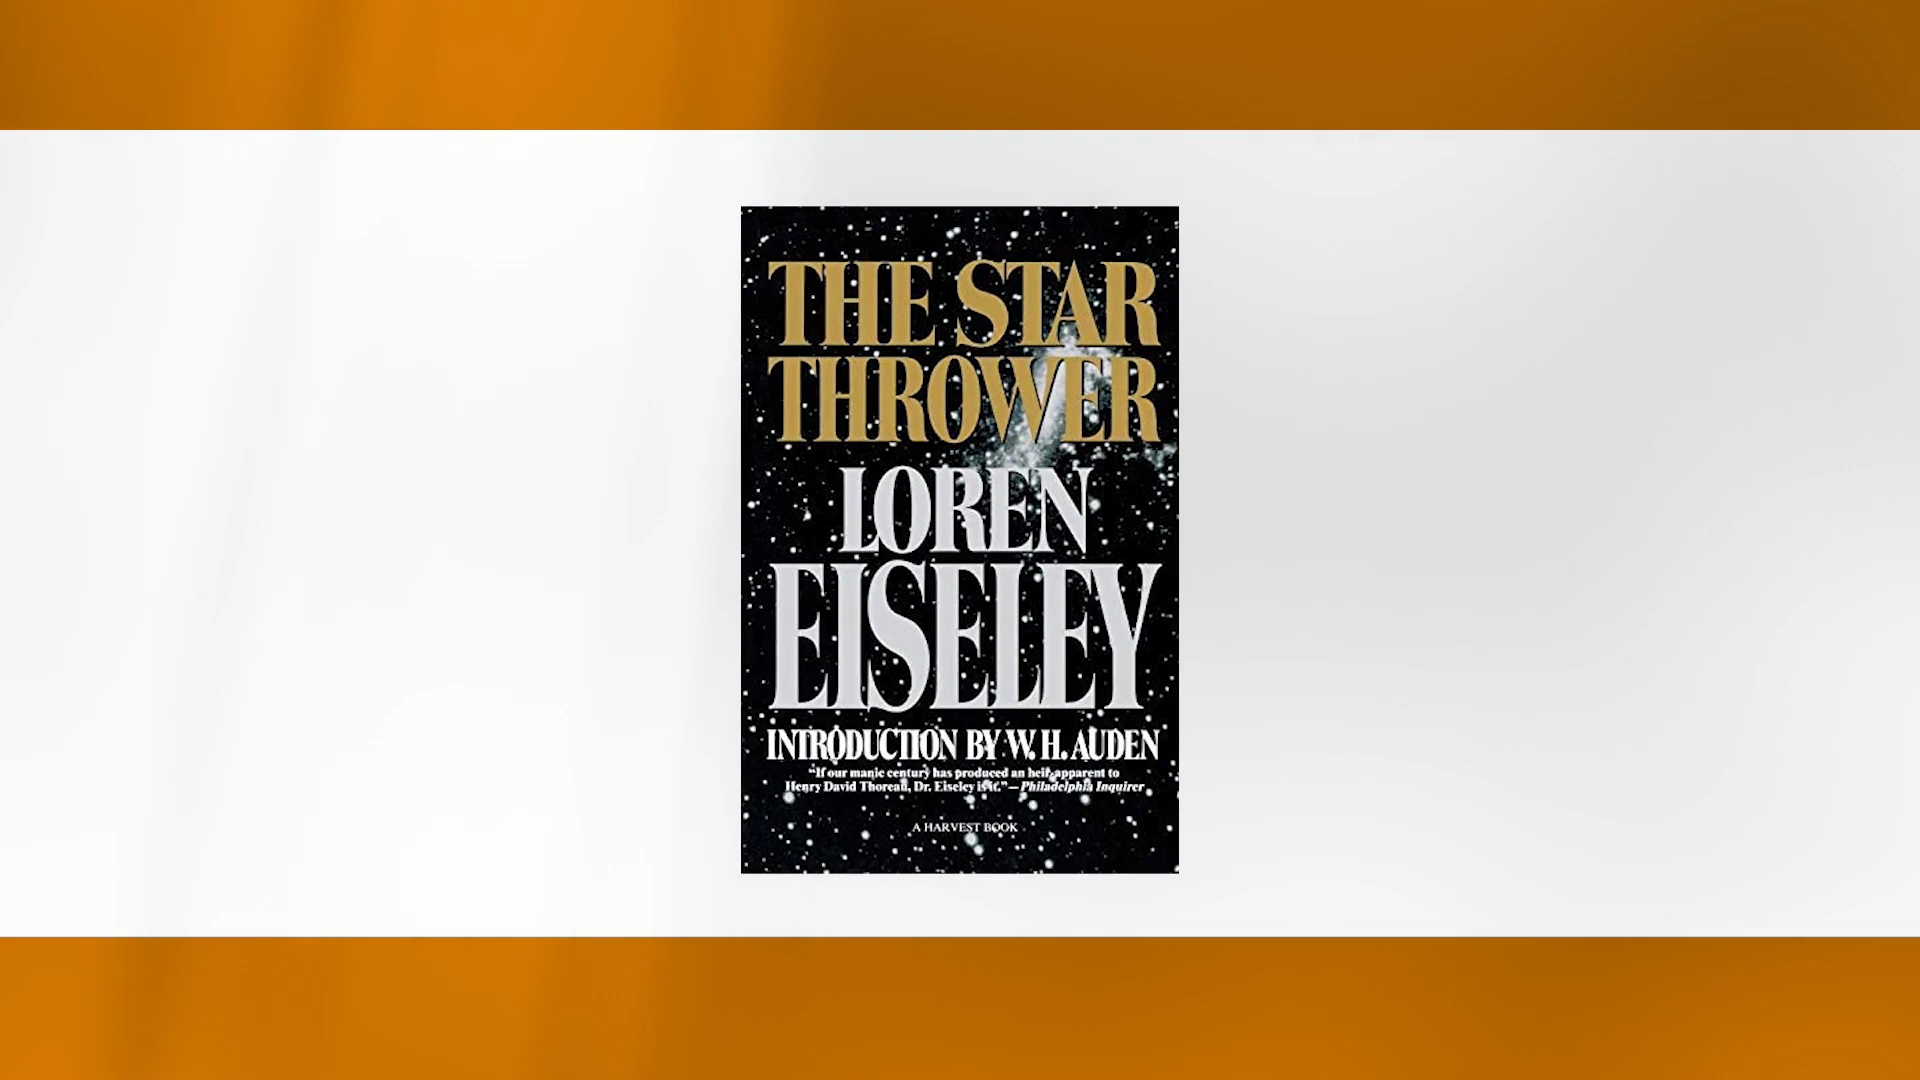 THE STAR
THROWER
LOREN
EISELEY
INTRODUCTION BY W. H. AUDEN
“If our manic century has produced an heir apparent to
Henry David Thoreau, Dr. Eiseley is it.”—Philadelphia Inquirer
A HARVEST BOOK